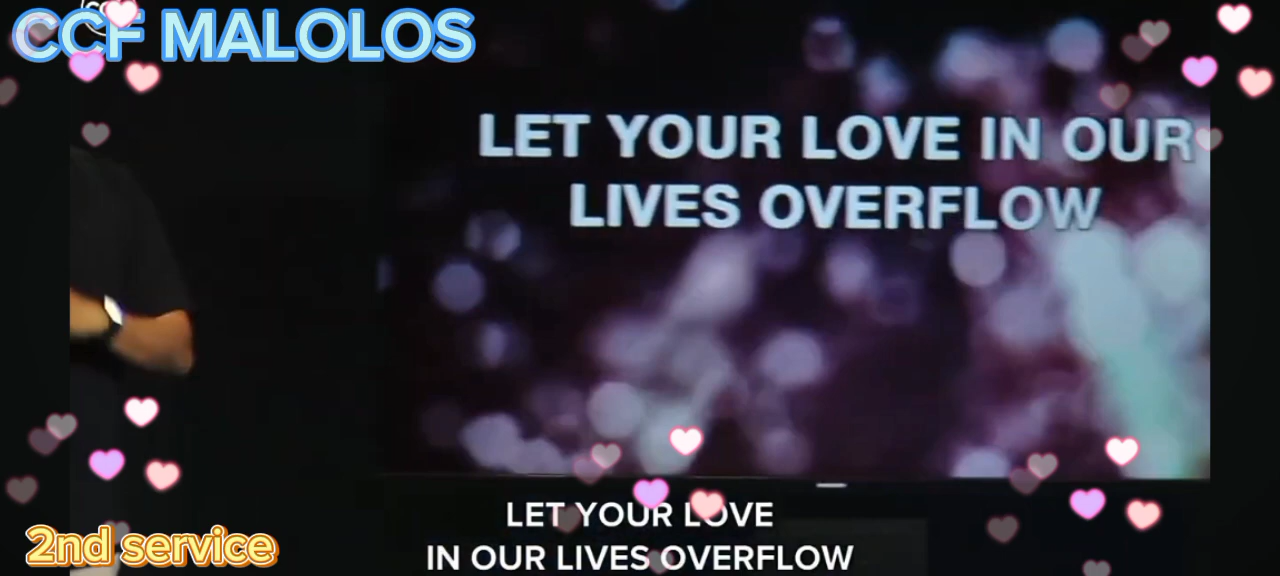 CCF MALOLOS
LET YOUR LOVE IN OUR
LIVES OVERFLOW
LET YOUR LOVE
IN OUR LIVES OVERFLOW
2nd service